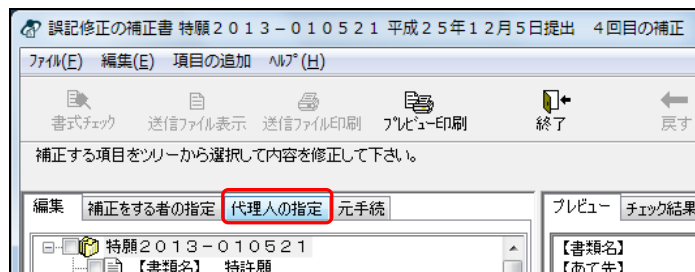 誤記修正の補正書 特願２０１３－０１０５２１ 平成２５年１２月５日提出　４回目の補正
ﾌｧｲﾙ(F)　編集(E)　項目の追加　ﾍﾙﾌﾟ(H)
書式ﾁｪｯｸ　送信ﾌｧｲﾙ表示　送信ﾌｧｲﾙ印刷　ﾌﾟﾚﾋﾞｭｰ印刷　終了　戻す
補正する項目をﾂﾘｰから選択して内容を修正して下さい。
編集　補正をする者の指定　代理人の指定　元手続　ﾌﾟﾚﾋﾞｭｰ　ﾁｪｯｸ結果
特願２０１３－０１０５２１　【書類名】
【書類名】　特許願　【あて先】